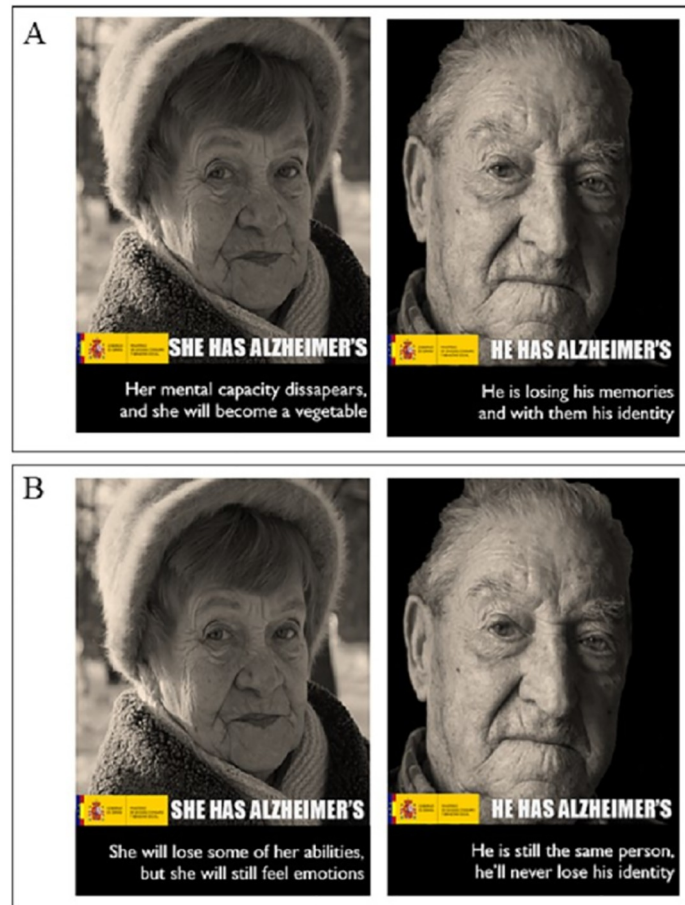 A
SHE HAS ALZHEIMER'S
Her mental capacity dissapears,
and she will become a vegetable
HE HAS ALZHEIMER'S
He is losing his memories
and with them his identity
B
SHE HAS ALZHEIMER'S
She will lose some of her abilities,
but she will still feel emotions
HE HAS ALZHEIMER'S
He is still the same person,
he'll never lose his identity